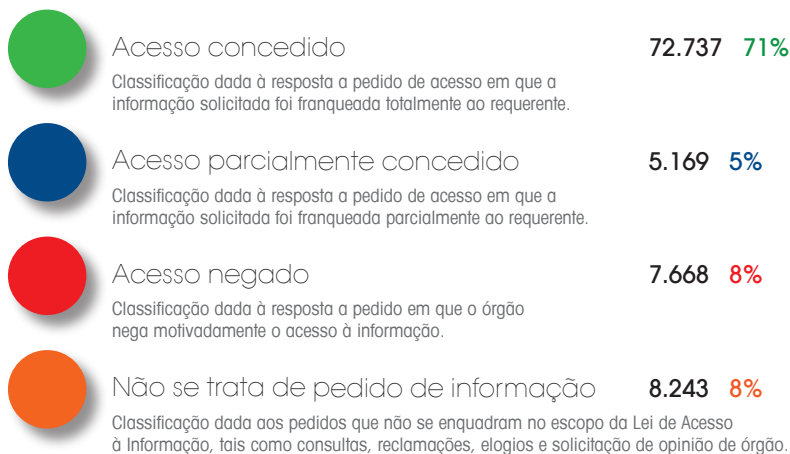 Acesso concedido 72.737 71%
Classificação dada à resposta a pedido de acesso em que a
informação solicitada foi franqueada totalmente ao requerente.
Acesso parcialmente concedido 5.169 5%
Classificação dada à resposta a pedido de acesso em que a
informação solicitada foi franqueada parcialmente ao requerente.
Acesso negado 7.668 8%
Classificação dada à resposta a pedido em que o órgão
nega motivadamente o acesso à informação.
Não se trata de pedido de informação 8.243 8%
Classificação dada aos pedidos que não se enquadram no escopo da Lei de Acesso
à Informação, tais como consultas, reclamações, elogios e solicitação de opinião de órgão.